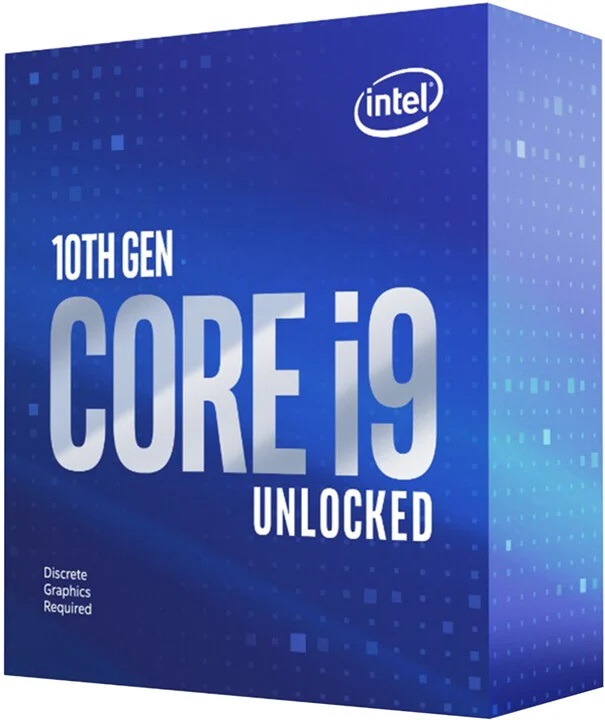 intel
10TH GEN
CORE i9
UNLOCKED
Discrete
Graphics
Required